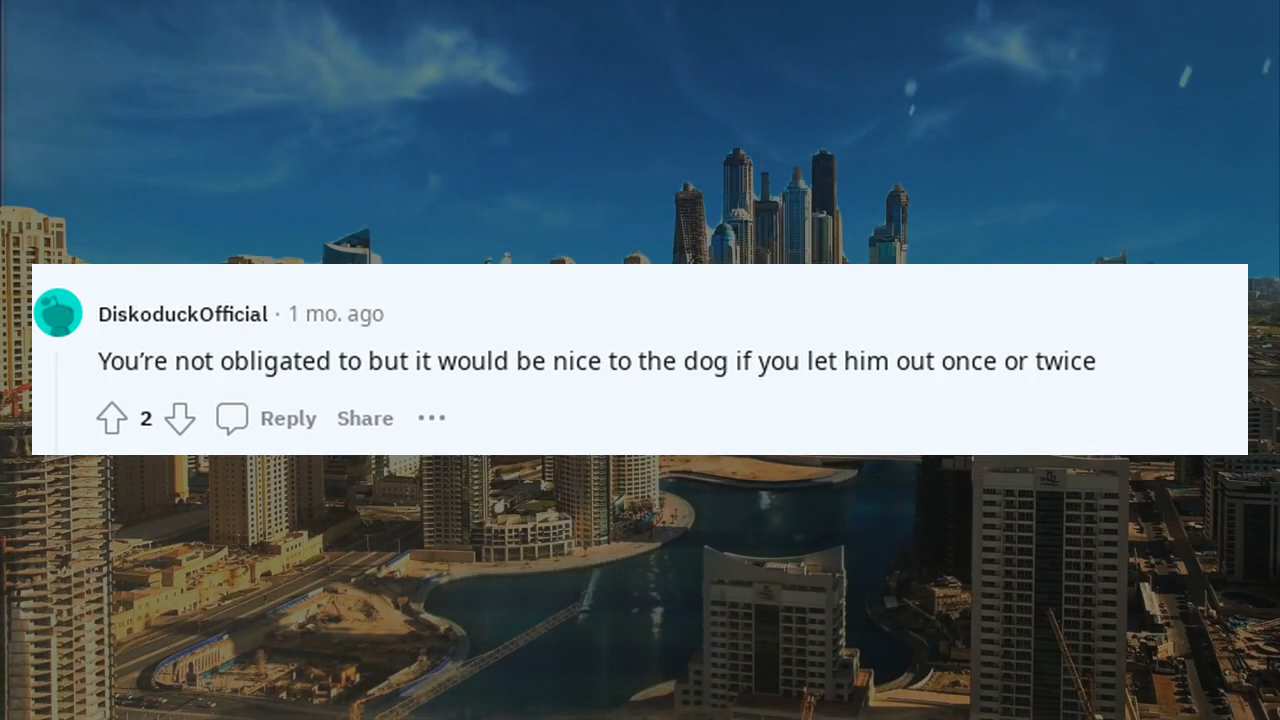 DiskoduckOfficial · 1 mo. ago
You’re not obligated to but it would be nice to the dog if you let him out once or twice
2 Reply Share ···